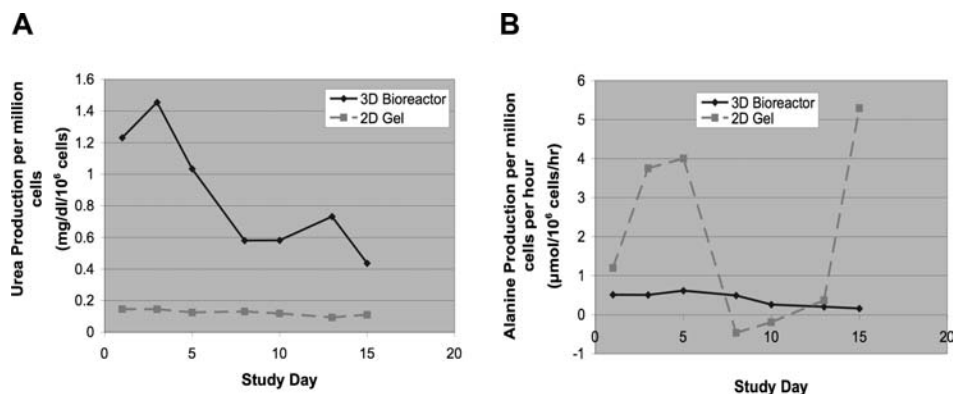 A
Urea Production per million
cells
(mg/dl/10⁶ cells)
1.6
1.4
1.2
1
0.8
0.6
0.4
0.2
0
3D Bioreactor
2D Gel
0
5
10
15
20
Study Day
B
Alanine Production per million
cells per hour
(µmol/10⁶ cells/hr)
6
5
4
3
2
1
0
-1
3D Bioreactor
2D Gel
0
5
10
15
20
Study Day